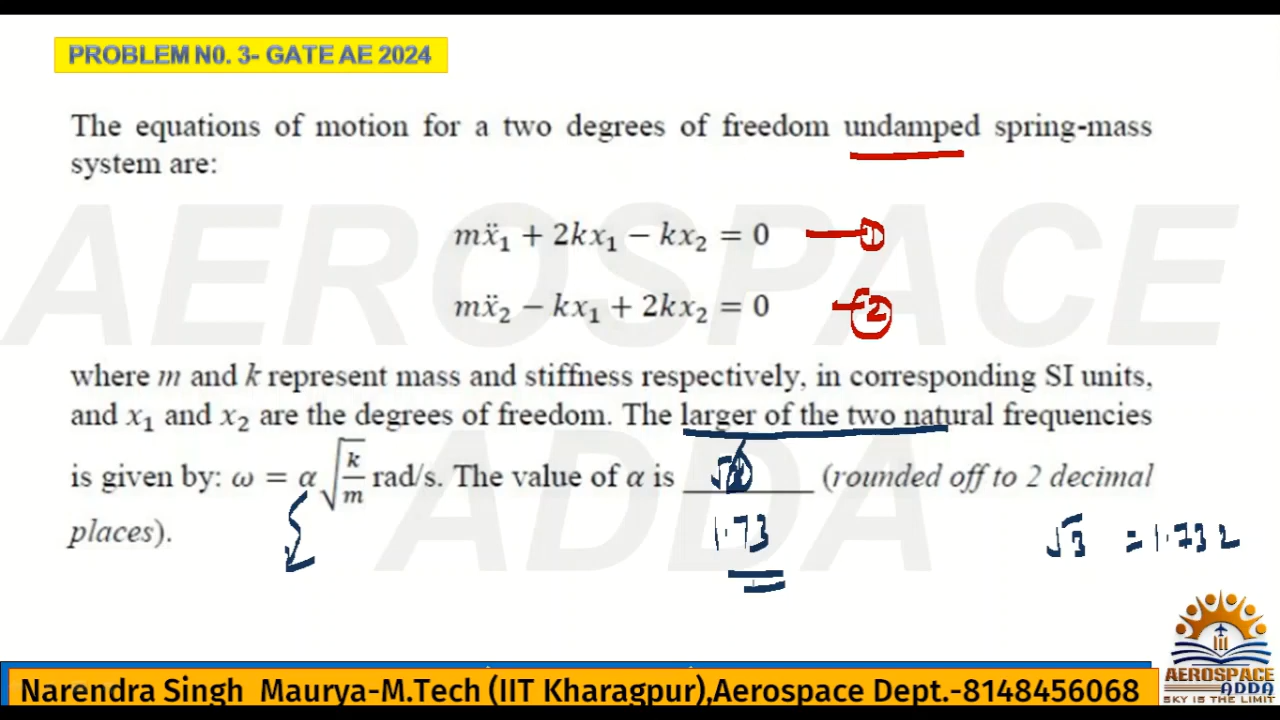 PROBLEM N0. 3- GATE AE 2024
The equations of motion for a two degrees of freedom undamped spring-mass
system are:
mẍ₁ + 2kx₁ − kx₂ = 0 — ①
mẍ₂ − kx₁ + 2kx₂ = 0 — ②
where m and k represent mass and stiffness respectively, in corresponding SI units,
and x₁ and x₂ are the degrees of freedom. The larger of the two natural frequencies
is given by: ω = α √(k/m) rad/s. The value of α is ________ (rounded off to 2 decimal
places).
1.73
√3 = 1.732
AEROSPACE
ADDA
AEROSPACE
ADDA
SKY IS THE LIMIT
Narendra Singh Maurya-M.Tech (IIT Kharagpur),Aerospace Dept.-8148456068